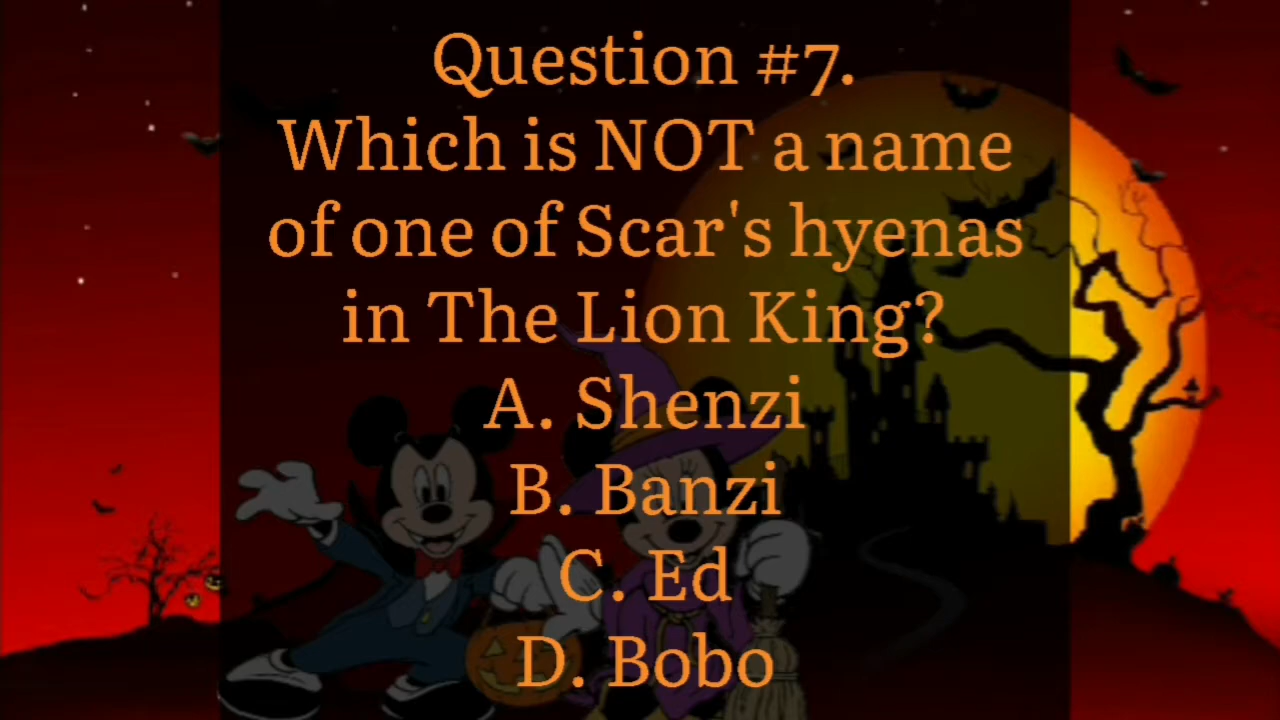 Question #7.
Which is NOT a name
of one of Scar's hyenas
in The Lion King?
A. Shenzi
B. Banzi
C. Ed
D. Bobo